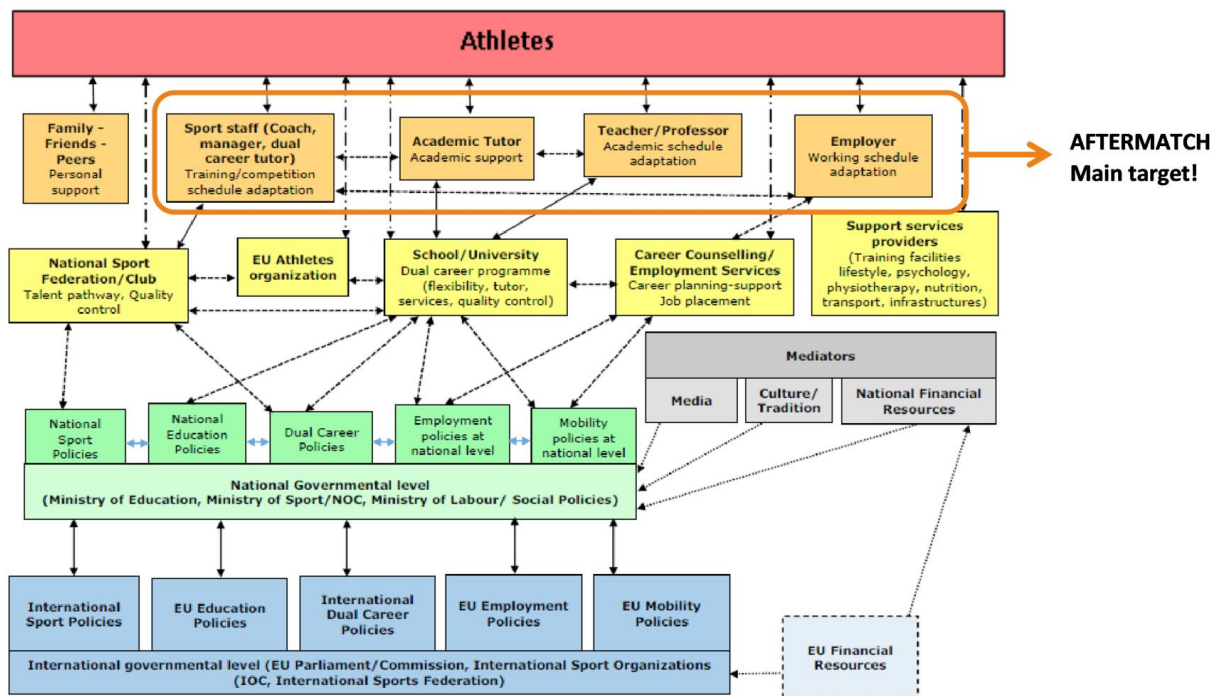 Athletes
Family -
Friends -
Peers
Personal
support
Sport staff (Coach,
manager, dual
career tutor)
Training/competition
schedule adaptation
Academic Tutor
Academic support
Teacher/Professor
Academic schedule
adaptation
Employer
Working schedule
adaptation
AFTERMATCH
Main target!
National Sport
Federation/Club
Talent pathway, Quality
control
EU Athletes
organization
School/University
Dual career programme
(flexibility, tutor,
services, quality control)
Career Counselling/
Employment Services
Career planning-support
Job placement
Support services
providers
(Training facilities
lifestyle, psychology,
physiotherapy, nutrition,
transport, infrastructures)
Mediators
Media
Culture/
Tradition
National Financial
Resources
National
Sport
Policies
National
Education
Policies
Dual Career
Policies
Employment
policies at
national level
Mobility
policies at
national level
National Governmental level
(Ministry of Education, Ministry of Sport/NOC, Ministry of Labour/ Social Policies)
International
Sport Policies
EU Education
Policies
International
Dual Career
Policies
EU Employment
Policies
EU Mobility
Policies
EU Financial
Resources
International governmental level (EU Parliament/Commission, International Sport Organizations
(IOC, International Sports Federation)